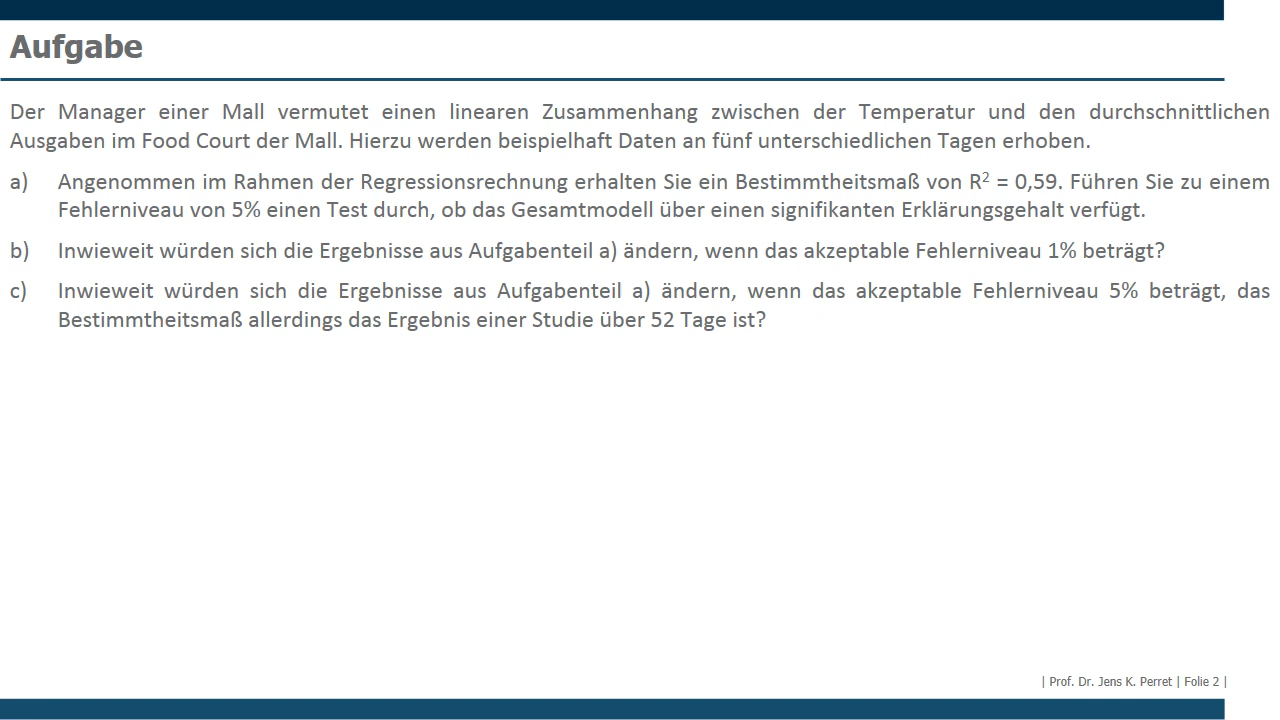 Aufgabe
Der Manager einer Mall vermutet einen linearen Zusammenhang zwischen der Temperatur und den durchschnittlichen
Ausgaben im Food Court der Mall. Hierzu werden beispielhaft Daten an fünf unterschiedlichen Tagen erhoben.
a) Angenommen im Rahmen der Regressionsrechnung erhalten Sie ein Bestimmtheitsmaß von R² = 0,59. Führen Sie zu einem
Fehlerniveau von 5% einen Test durch, ob das Gesamtmodell über einen signifikanten Erklärungsgehalt verfügt.
b) Inwieweit würden sich die Ergebnisse aus Aufgabenteil a) ändern, wenn das akzeptable Fehlerniveau 1% beträgt?
c) Inwieweit würden sich die Ergebnisse aus Aufgabenteil a) ändern, wenn das akzeptable Fehlerniveau 5% beträgt, das
Bestimmtheitsmaß allerdings das Ergebnis einer Studie über 52 Tage ist?
| Prof. Dr. Jens K. Perret | Folie 2 |